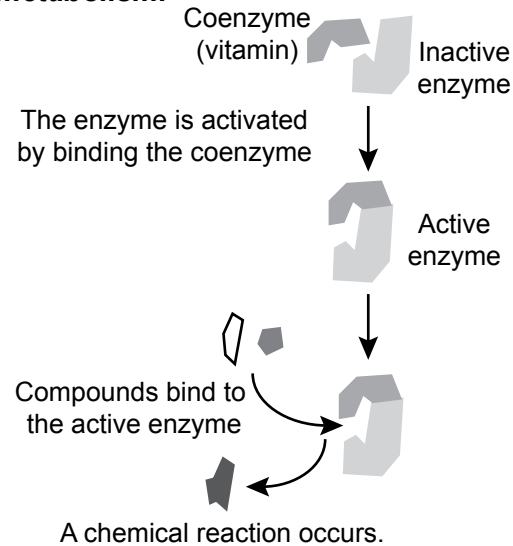 Coenzyme
(vitamin)
Inactive
enzyme
The enzyme is activated
by binding the coenzyme
Active
enzyme
Compounds bind to
the active enzyme
A chemical reaction occurs.